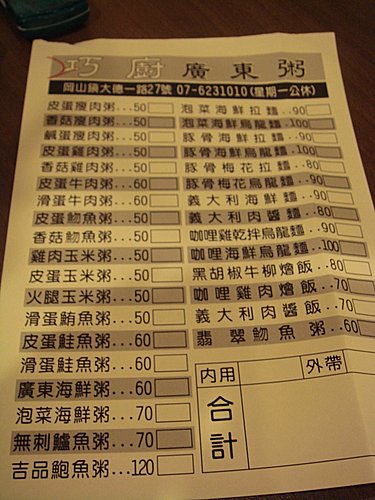 巧廚廣東粥
岡山鎮大德一路27號 07-6231010(星期一公休)
皮蛋瘦肉粥...50
香菇瘦肉粥...50
鹹蛋瘦肉粥...50
皮蛋雞肉粥...50
香菇雞肉粥...50
皮蛋牛肉粥...60
滑蛋牛肉粥...60
皮蛋魩魚粥...50
香菇魩魚粥...50
雞肉玉米粥...50
皮蛋玉米粥...50
火腿玉米粥...50
滑蛋鮪魚粥...50
皮蛋鮭魚粥...60
滑蛋鮭魚粥...60
廣東海鮮粥...60
泡菜海鮮粥...70
無刺鱸魚粥...70
吉品鮑魚粥...120
泡菜海鮮拉麵..90
泡菜海鮮烏龍麵..100
豚骨海鮮拉麵..90
豚骨海鮮烏龍麵.100
豚骨梅花拉麵..80
豚骨梅花烏龍麵..90
義大利海鮮麵..90
義大利肉醬麵..80
咖哩雞乾拌烏龍麵..90
咖哩海鮮烏龍麵..100
黑胡椒牛柳燴飯..80
咖哩雞肉燴飯..70
義大利肉醬飯..70
翡翠魩魚粥..60
內用 外帶
合計